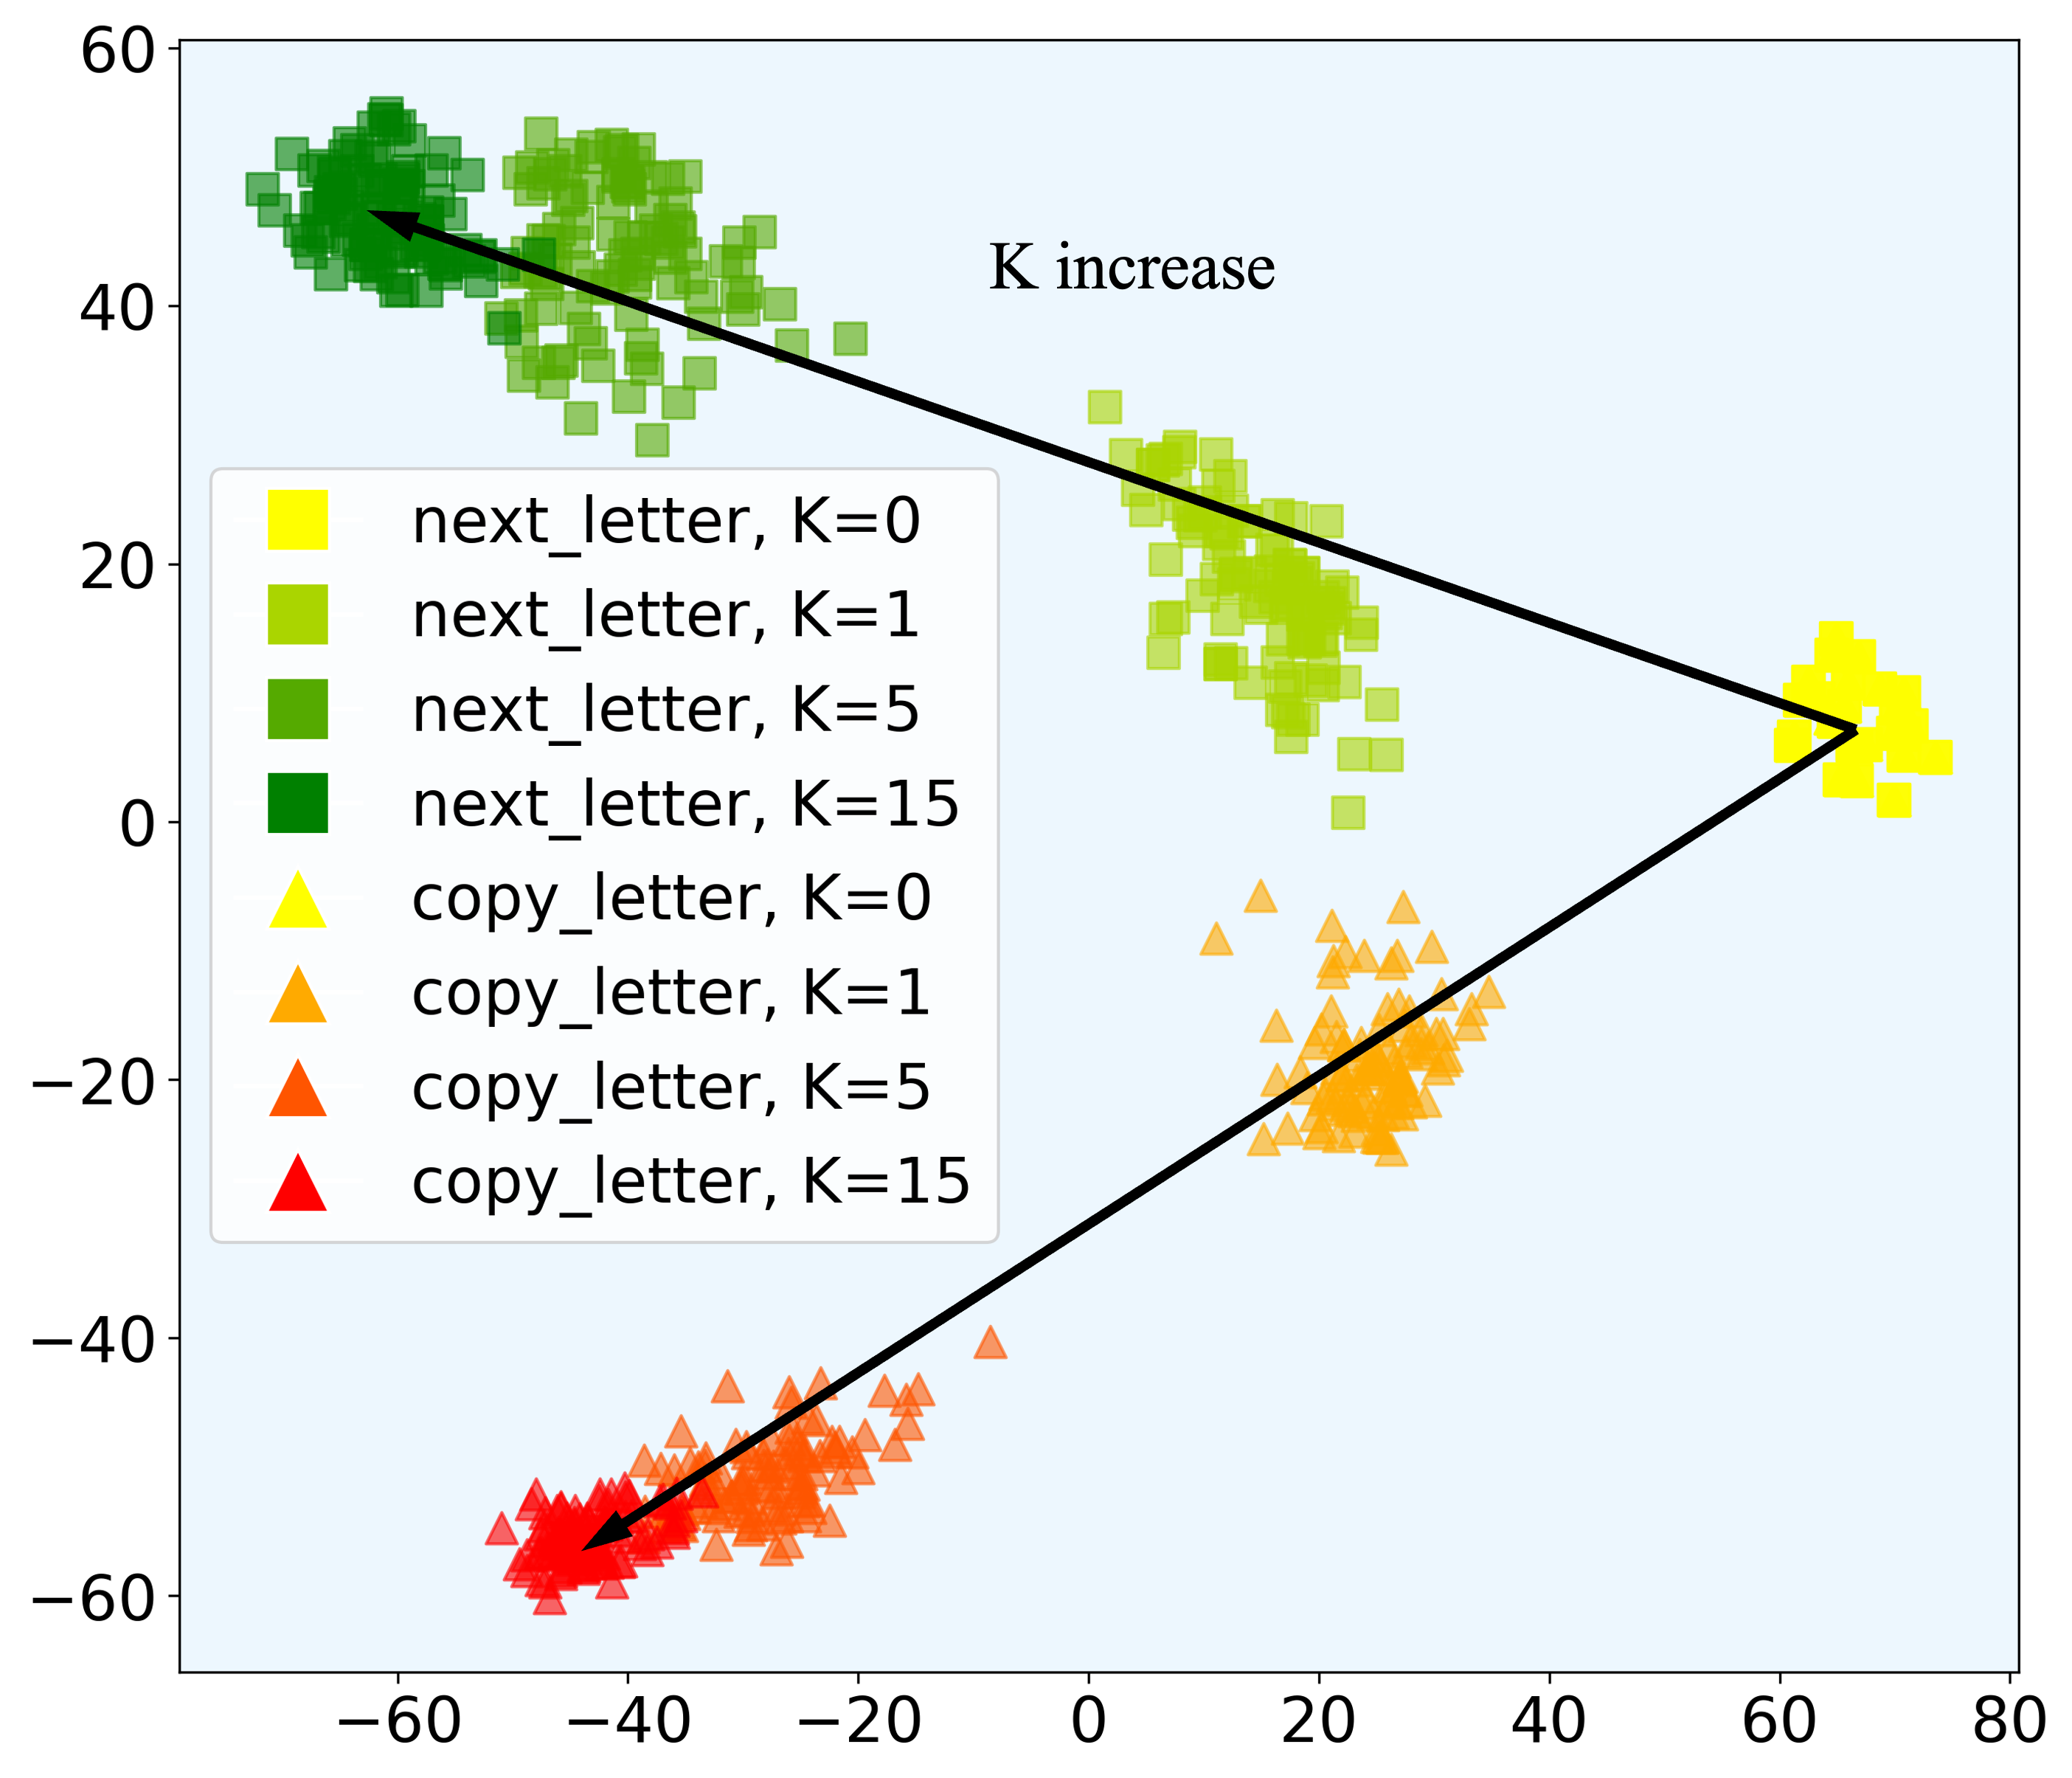 60
40
20
0
−20
−40
−60
K increase
next_letter, K=0
next_letter, K=1
next_letter, K=5
next_letter, K=15
copy_letter, K=0
copy_letter, K=1
copy_letter, K=5
copy_letter, K=15
−60 −40 −20 0 20 40 60 80